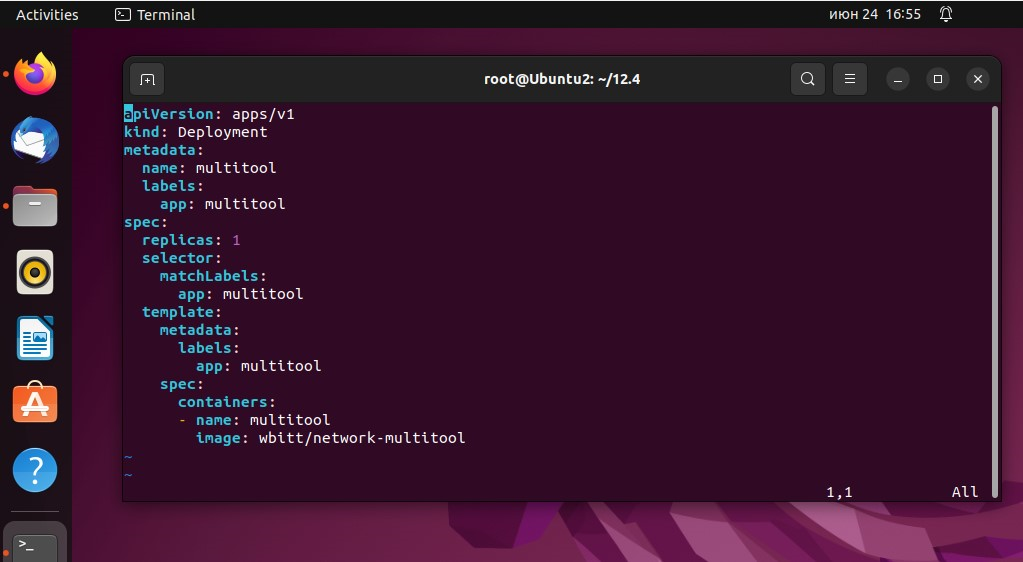 Activities Terminal июн 24 16:55
root@Ubuntu2: ~/12.4
apiVersion: apps/v1
kind: Deployment
metadata:
  name: multitool
  labels:
    app: multitool
spec:
  replicas: 1
  selector:
    matchLabels:
      app: multitool
  template:
    metadata:
      labels:
        app: multitool
    spec:
      containers:
      - name: multitool
        image: wbitt/network-multitool
~
~
1,1 All